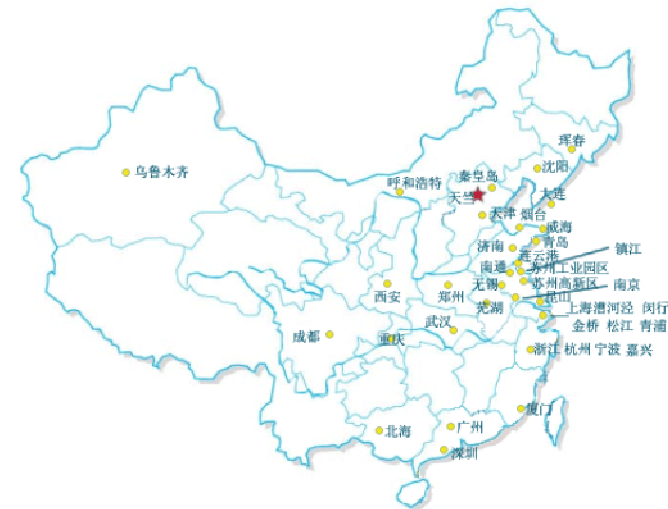 珲春
乌鲁木齐
沈阳
秦皇岛
呼和浩特
天竺
大连
天津 烟台
威海
青岛
济南
连云港
镇江
南通 苏州工业园区
无锡 苏州高新区
南京
西安
郑州
昆山
芜湖
上海漕河泾 闵行
武汉
金桥 松江 青浦
成都
重庆
浙江 杭州 宁波 嘉兴
厦门
北海
广州
深圳